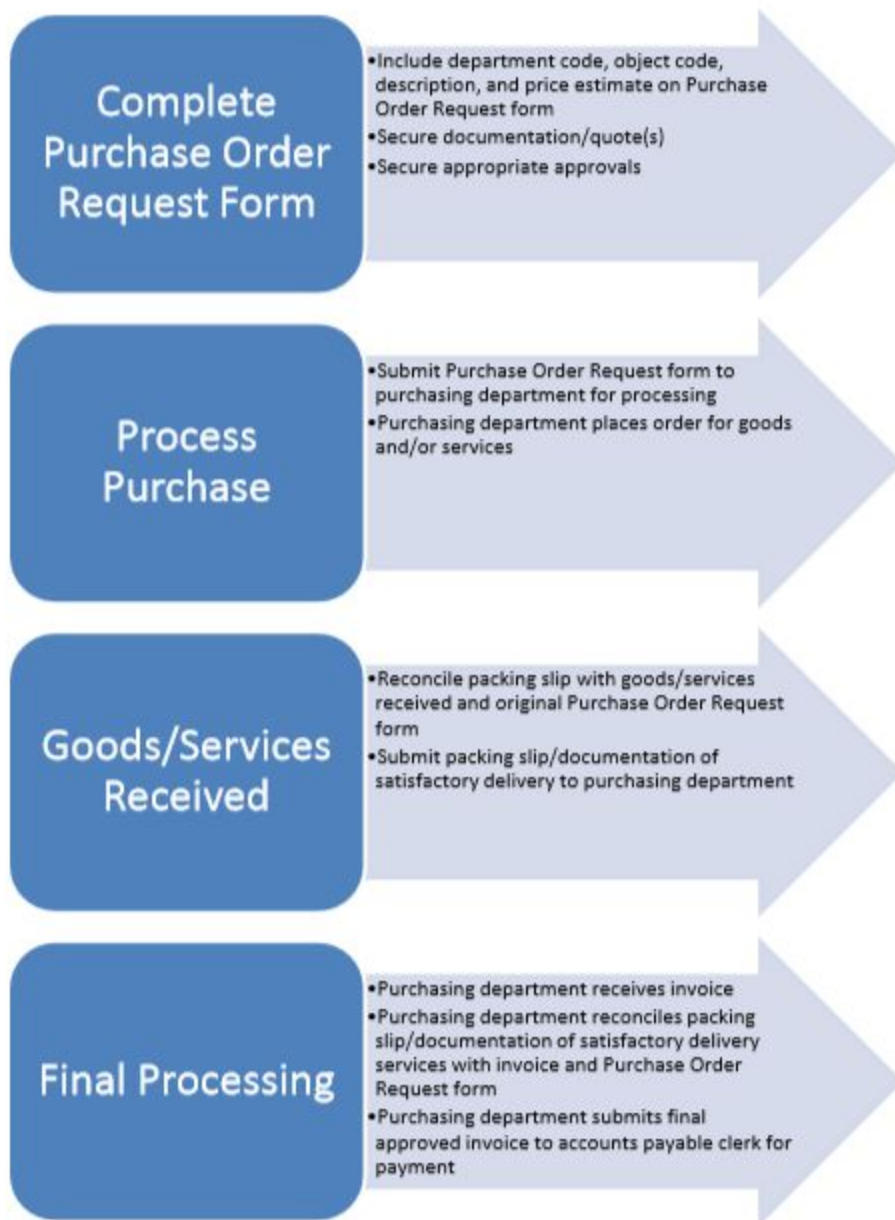 Complete
Purchase Order
Request Form
•Include department code, object code,
description, and price estimate on Purchase
Order Request form
•Secure documentation/quote(s)
•Secure appropriate approvals
Process
Purchase
•Submit Purchase Order Request form to
purchasing department for processing
•Purchasing department places order for goods
and/or services
Goods/Services
Received
•Reconcile packing slip with goods/services
received and original Purchase Order Request
form
•Submit packing slip/documentation of
satisfactory delivery to purchasing department
Final Processing
•Purchasing department receives invoice
•Purchasing department reconciles packing
slip/documentation of satisfactory delivery
services with invoice and Purchase Order
Request form
•Purchasing department submits final
approved invoice to accounts payable clerk for
payment